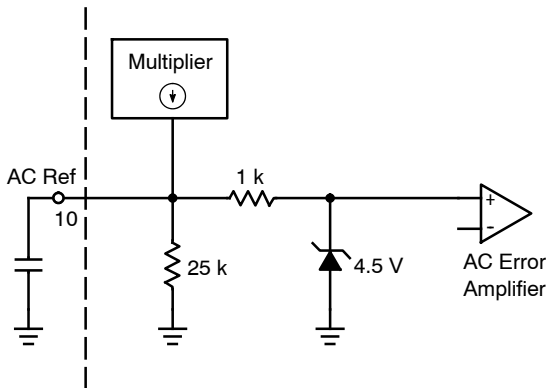 Multiplier
AC Ref
10
1 k
25 k
4.5 V
+
-
AC Error
Amplifier